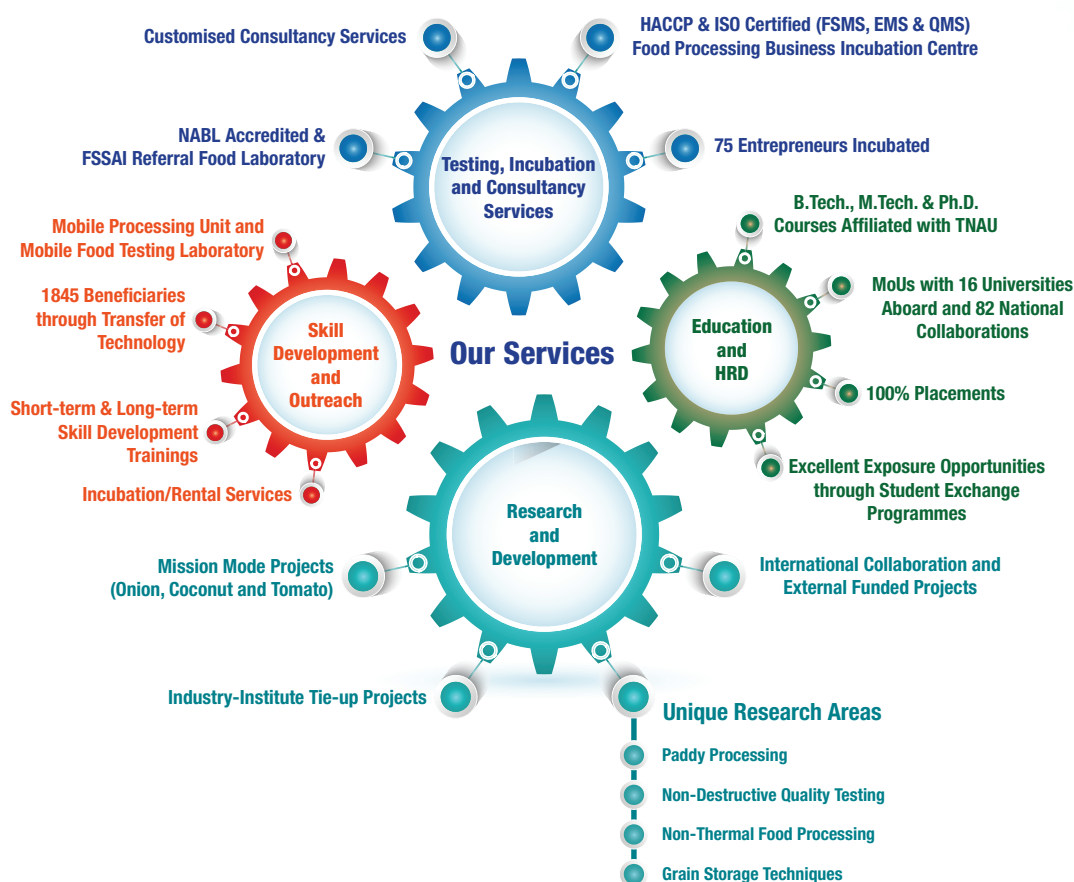 Customised Consultancy Services
HACCP & ISO Certified (FSMS, EMS & QMS)
Food Processing Business Incubation Centre
NABL Accredited &
FSSAI Referral Food Laboratory
75 Entrepreneurs Incubated
Testing, Incubation
and Consultancy
Services
Mobile Processing Unit and
Mobile Food Testing Laboratory
1845 Beneficiaries
through Transfer of
Technology
Short-term & Long-term
Skill Development
Trainings
Incubation/Rental Services
Skill
Development
and
Outreach
Our Services
Education
and
HRD
B.Tech., M.Tech. & Ph.D.
Courses Affiliated with TNAU
MoUs with 16 Universities
Aboard and 82 National
Collaborations
100% Placements
Excellent Exposure Opportunities
through Student Exchange
Programmes
Research
and
Development
Mission Mode Projects
(Onion, Coconut and Tomato)
International Collaboration and
External Funded Projects
Industry-Institute Tie-up Projects
Unique Research Areas
Paddy Processing
Non-Destructive Quality Testing
Non-Thermal Food Processing
Grain Storage Techniques